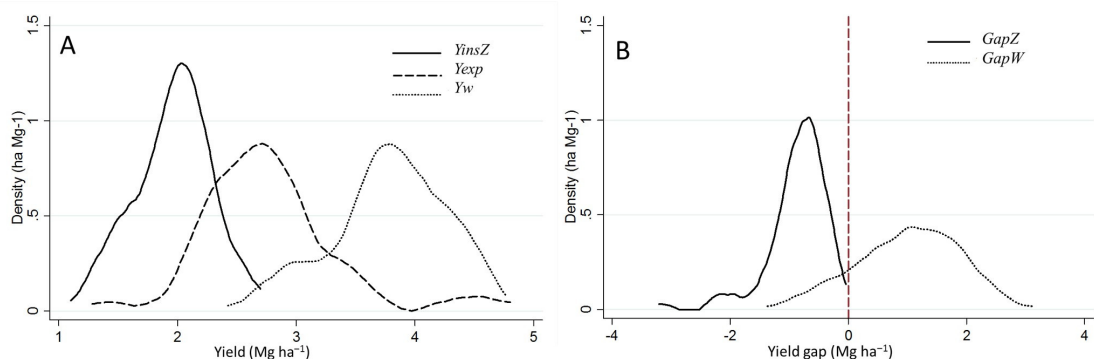 A
YinsZ
Yexp
Yw
1.5
1
.5
0
Density (ha Mg-1)
1 2 3 4 5
Yield (Mg ha⁻¹)
B
GapZ
GapW
1.5
1
.5
0
Density (ha Mg-1)
-4 -2 0 2 4
Yield gap (Mg ha⁻¹)